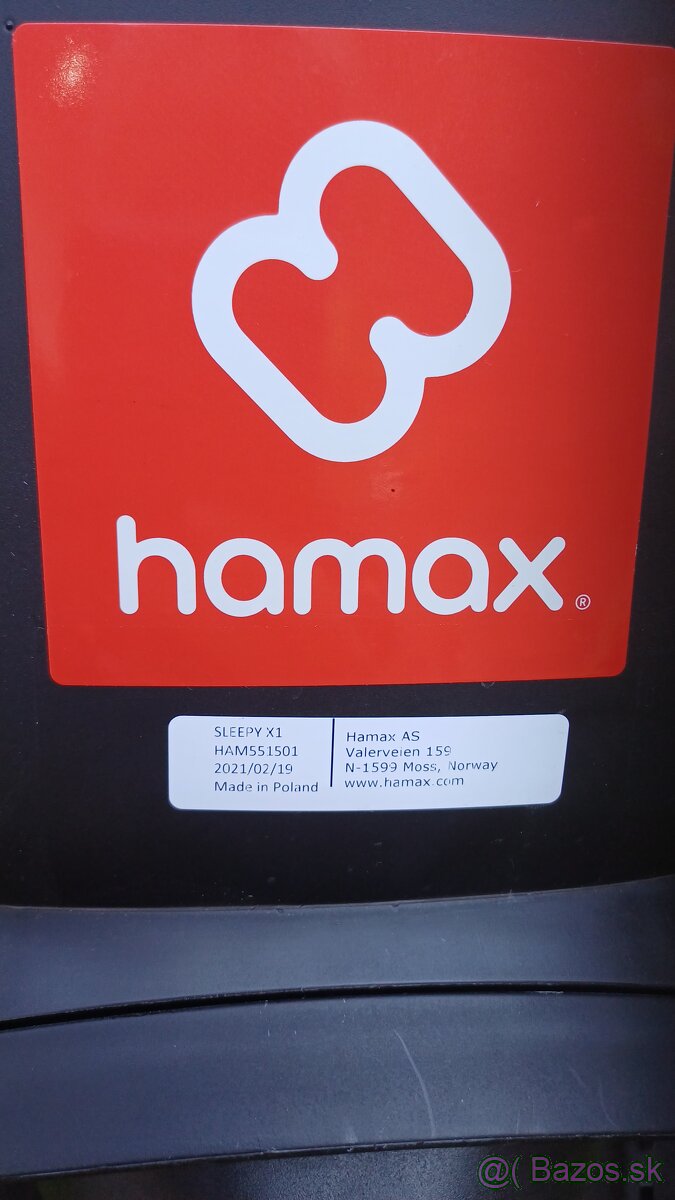 hamax®
SLEEPY X1
HAM551501
2021/02/19
Made in Poland
Hamax AS
Valerveien 159
N-1599 Moss, Norway
www.hamax.com
@( Bazos.sk